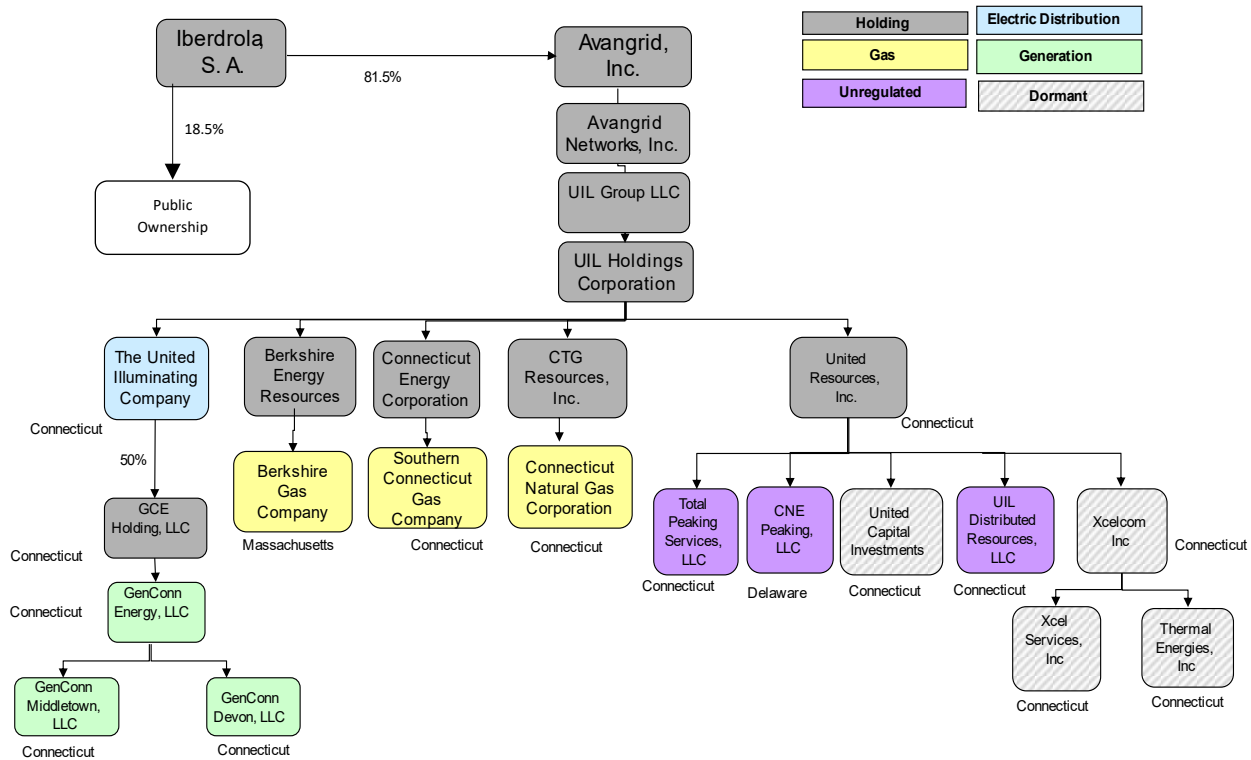 Iberdrola,
S. A.
Avangrid,
Inc.
Holding
Electric Distribution
Gas
Generation
Unregulated
Dormant
81.5%
18.5%
Avangrid
Networks, Inc.
Public
Ownership
UIL Group LLC
UIL Holdings
Corporation
The United
Illuminating
Company
Berkshire
Energy
Resources
Connecticut
Energy
Corporation
CTG
Resources,
Inc.
United
Resources,
Inc.
Connecticut
Connecticut
50%
Berkshire
Gas
Company
Southern
Connecticut
Gas
Company
Connecticut
Natural Gas
Corporation
Massachusetts
Connecticut
Connecticut
GCE
Holding, LLC
Connecticut
Total
Peaking
Services,
LLC
CNE
Peaking,
LLC
United
Capital
Investments
UIL
Distributed
Resources,
LLC
Xcelcom
Inc
Connecticut
Connecticut
Delaware
Connecticut
Connecticut
GenConn
Energy, LLC
Connecticut
Xcel
Services,
Inc
Thermal
Energies,
Inc
Connecticut
Connecticut
GenConn
Middletown,
LLC
GenConn
Devon, LLC
Connecticut
Connecticut